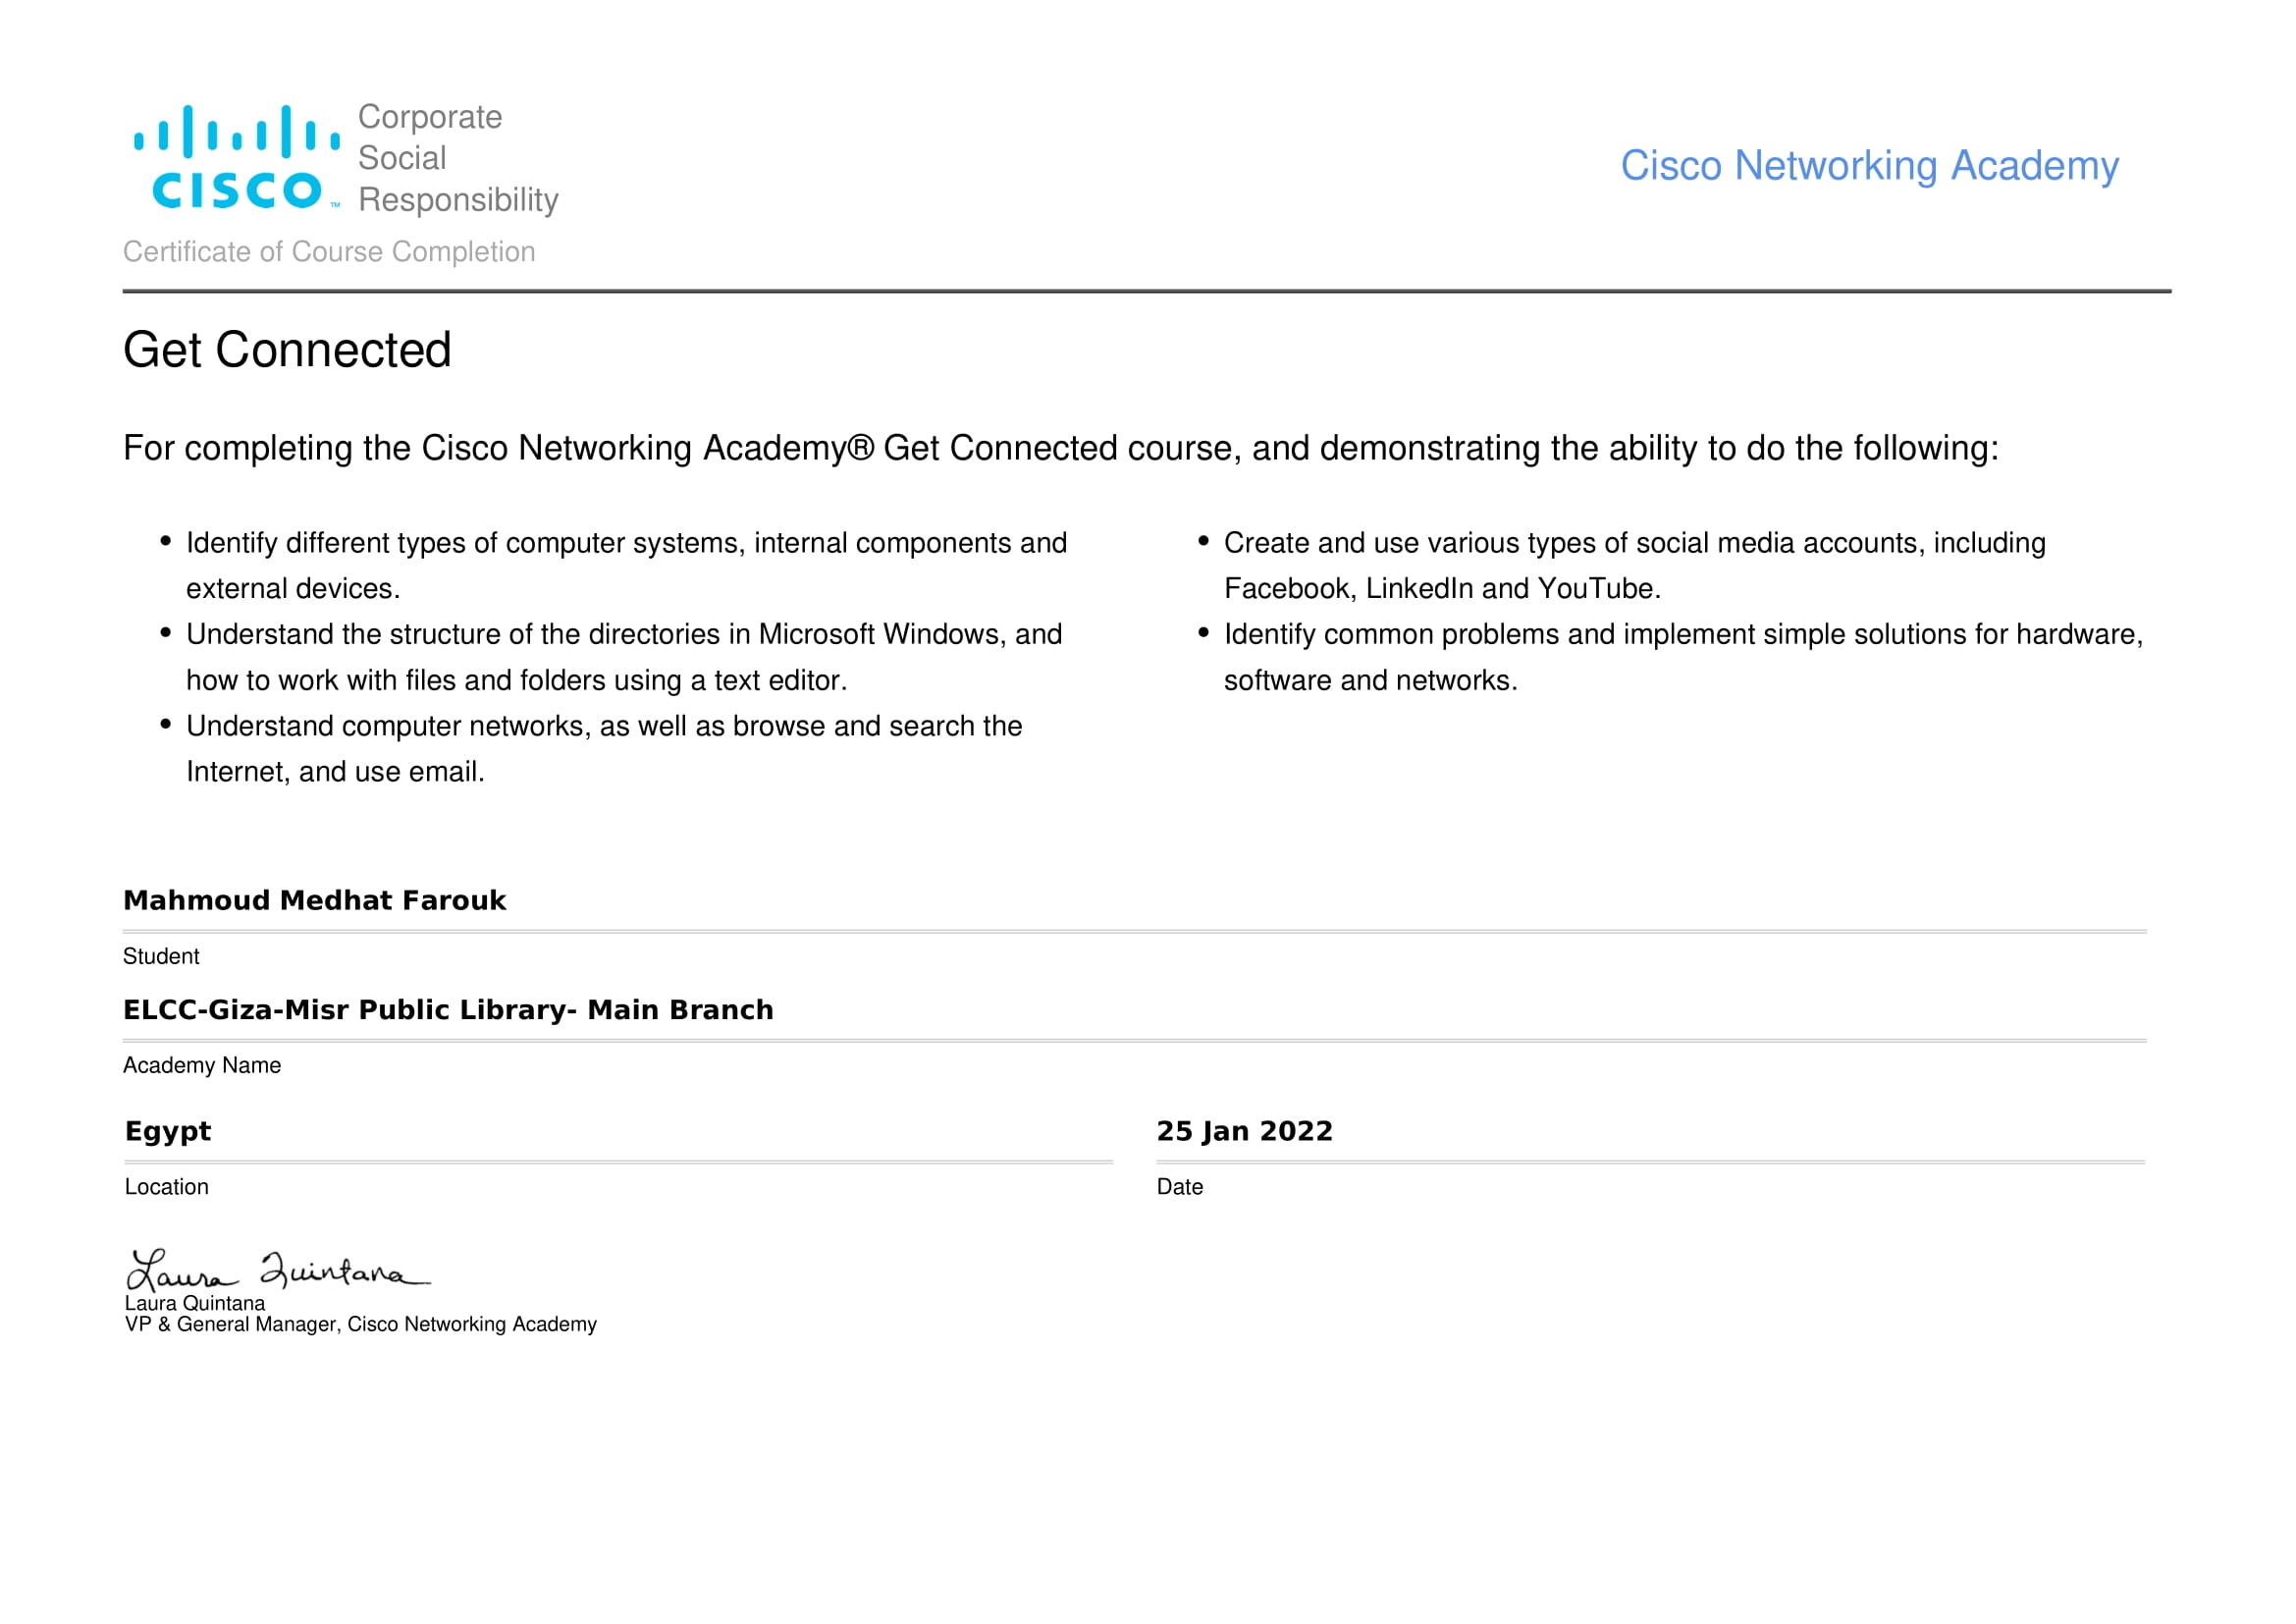 CISCO™
Corporate
Social
Responsibility
Cisco Networking Academy
Certificate of Course Completion
Get Connected
For completing the Cisco Networking Academy® Get Connected course, and demonstrating the ability to do the following:
• Identify different types of computer systems, internal components and
external devices.
• Understand the structure of the directories in Microsoft Windows, and
how to work with files and folders using a text editor.
• Understand computer networks, as well as browse and search the
Internet, and use email.
• Create and use various types of social media accounts, including
Facebook, LinkedIn and YouTube.
• Identify common problems and implement simple solutions for hardware,
software and networks.
Mahmoud Medhat Farouk
Student
ELCC-Giza-Misr Public Library- Main Branch
Academy Name
Egypt
Location
25 Jan 2022
Date
Laura Quintana
Laura Quintana
VP & General Manager, Cisco Networking Academy